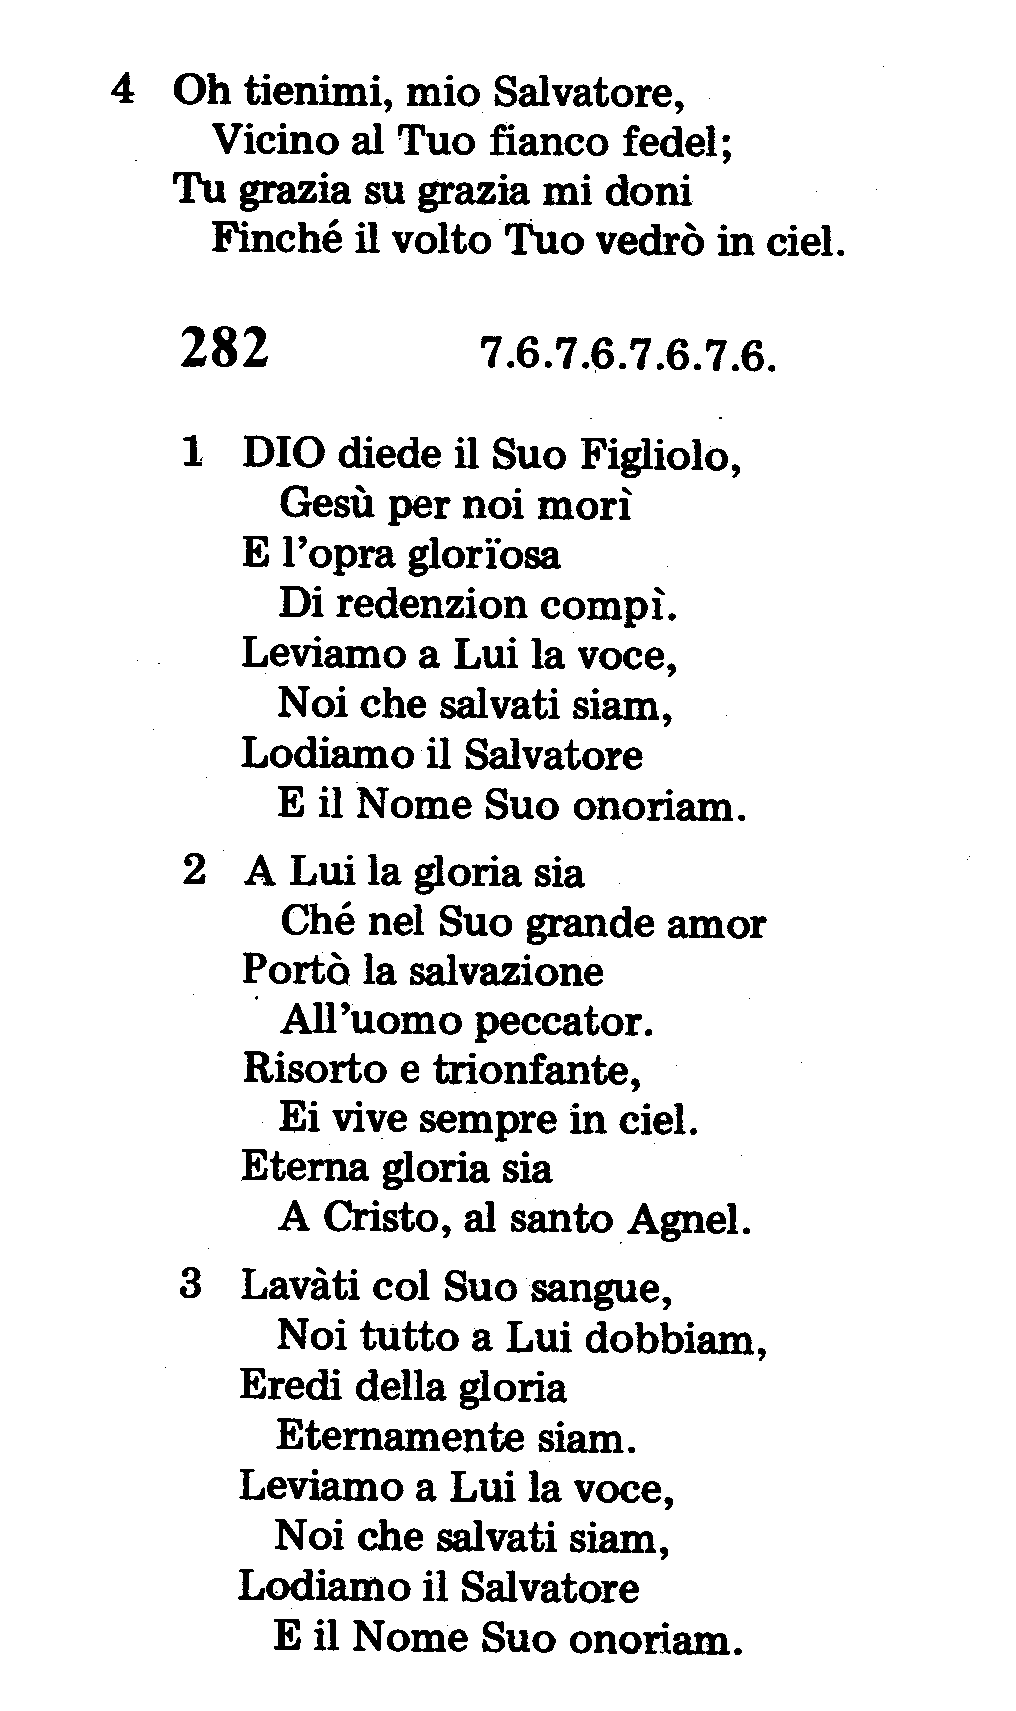 4 Oh tienimi, mio Salvatore,
Vicino al Tuo fianco fedel;
Tu grazia su grazia mi doni
Finché il volto Tuo vedrò in ciel.
282 7.6.7.6.7.6.7.6.
1 DIO diede il Suo Figliolo,
Gesù per noi morì
E l'opra glorïosa
Di redenzion compì.
Leviamo a Lui la voce,
Noi che salvati siam,
Lodiamo il Salvatore
E il Nome Suo onoriam.
2 A Lui la gloria sia
Ché nel Suo grande amor
Portò la salvazione
All'uomo peccator.
Risorto e trionfante,
Ei vive sempre in ciel.
Eterna gloria sia
A Cristo, al santo Agnel.
3 Lavàti col Suo sangue,
Noi tutto a Lui dobbiam,
Eredi della gloria
Eternamente siam.
Leviamo a Lui la voce,
Noi che salvati siam,
Lodiamo il Salvatore
E il Nome Suo onoriam.